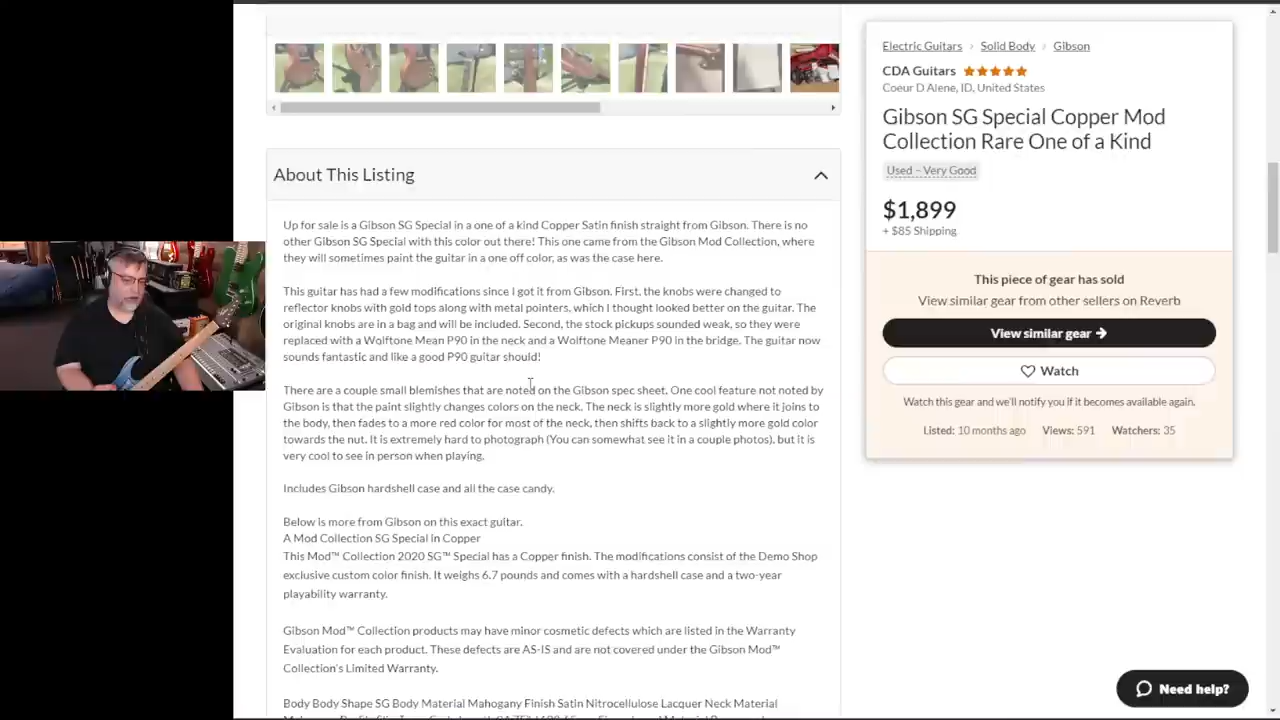 Electric Guitars › Solid Body › Gibson
CDA Guitars
Coeur D Alene, ID, United States
Gibson SG Special Copper Mod
Collection Rare One of a Kind
Used – Very Good
$1,899
+ $85 Shipping
This piece of gear has sold
View similar gear from other sellers on Reverb
View similar gear →
Watch
Watch this gear and we'll notify you if it becomes available again.
Listed: 10 months ago Views: 591 Watchers: 35
About This Listing
Up for sale is a Gibson SG Special in a one of a kind Copper Satin finish straight from Gibson. There is no
other Gibson SG Special with this color out there! This one came from the Gibson Mod Collection, where
they will sometimes paint the guitar in a one off color, as was the case here.
This guitar has had a few modifications since I got it from Gibson. First, the knobs were changed to
reflector knobs with gold tops along with metal pointers, which I thought looked better on the guitar. The
original knobs are in a bag and will be included. Second, the stock pickups sounded weak, so they were
replaced with a Wolftone Mean P90 in the neck and a Wolftone Meaner P90 in the bridge. The guitar now
sounds fantastic and like a good P90 guitar should!
There are a couple small blemishes that are noted on the Gibson spec sheet. One cool feature not noted by
Gibson is that the paint slightly changes colors on the neck. The neck is slightly more gold where it joins to
the body, then fades to a more red color for most of the neck, then shifts back to a slightly more gold color
towards the nut. It is extremely hard to photograph (You can somewhat see it in a couple photos), but it is
very cool to see in person when playing.
Includes Gibson hardshell case and all the case candy.
Below is more from Gibson on this exact guitar.
A Mod Collection SG Special in Copper
This Mod™ Collection 2020 SG™ Special has a Copper finish. The modifications consist of the Demo Shop
exclusive custom color finish. It weighs 6.7 pounds and comes with a hardshell case and a two-year
playability warranty.
Gibson Mod™ Collection products may have minor cosmetic defects which are listed in the Warranty
Evaluation for each product. These defects are AS-IS and are not covered under the Gibson Mod™
Collection's Limited Warranty.
Body Body Shape SG Body Material Mahogany Finish Satin Nitrocellulose Lacquer Neck Material
Need help?